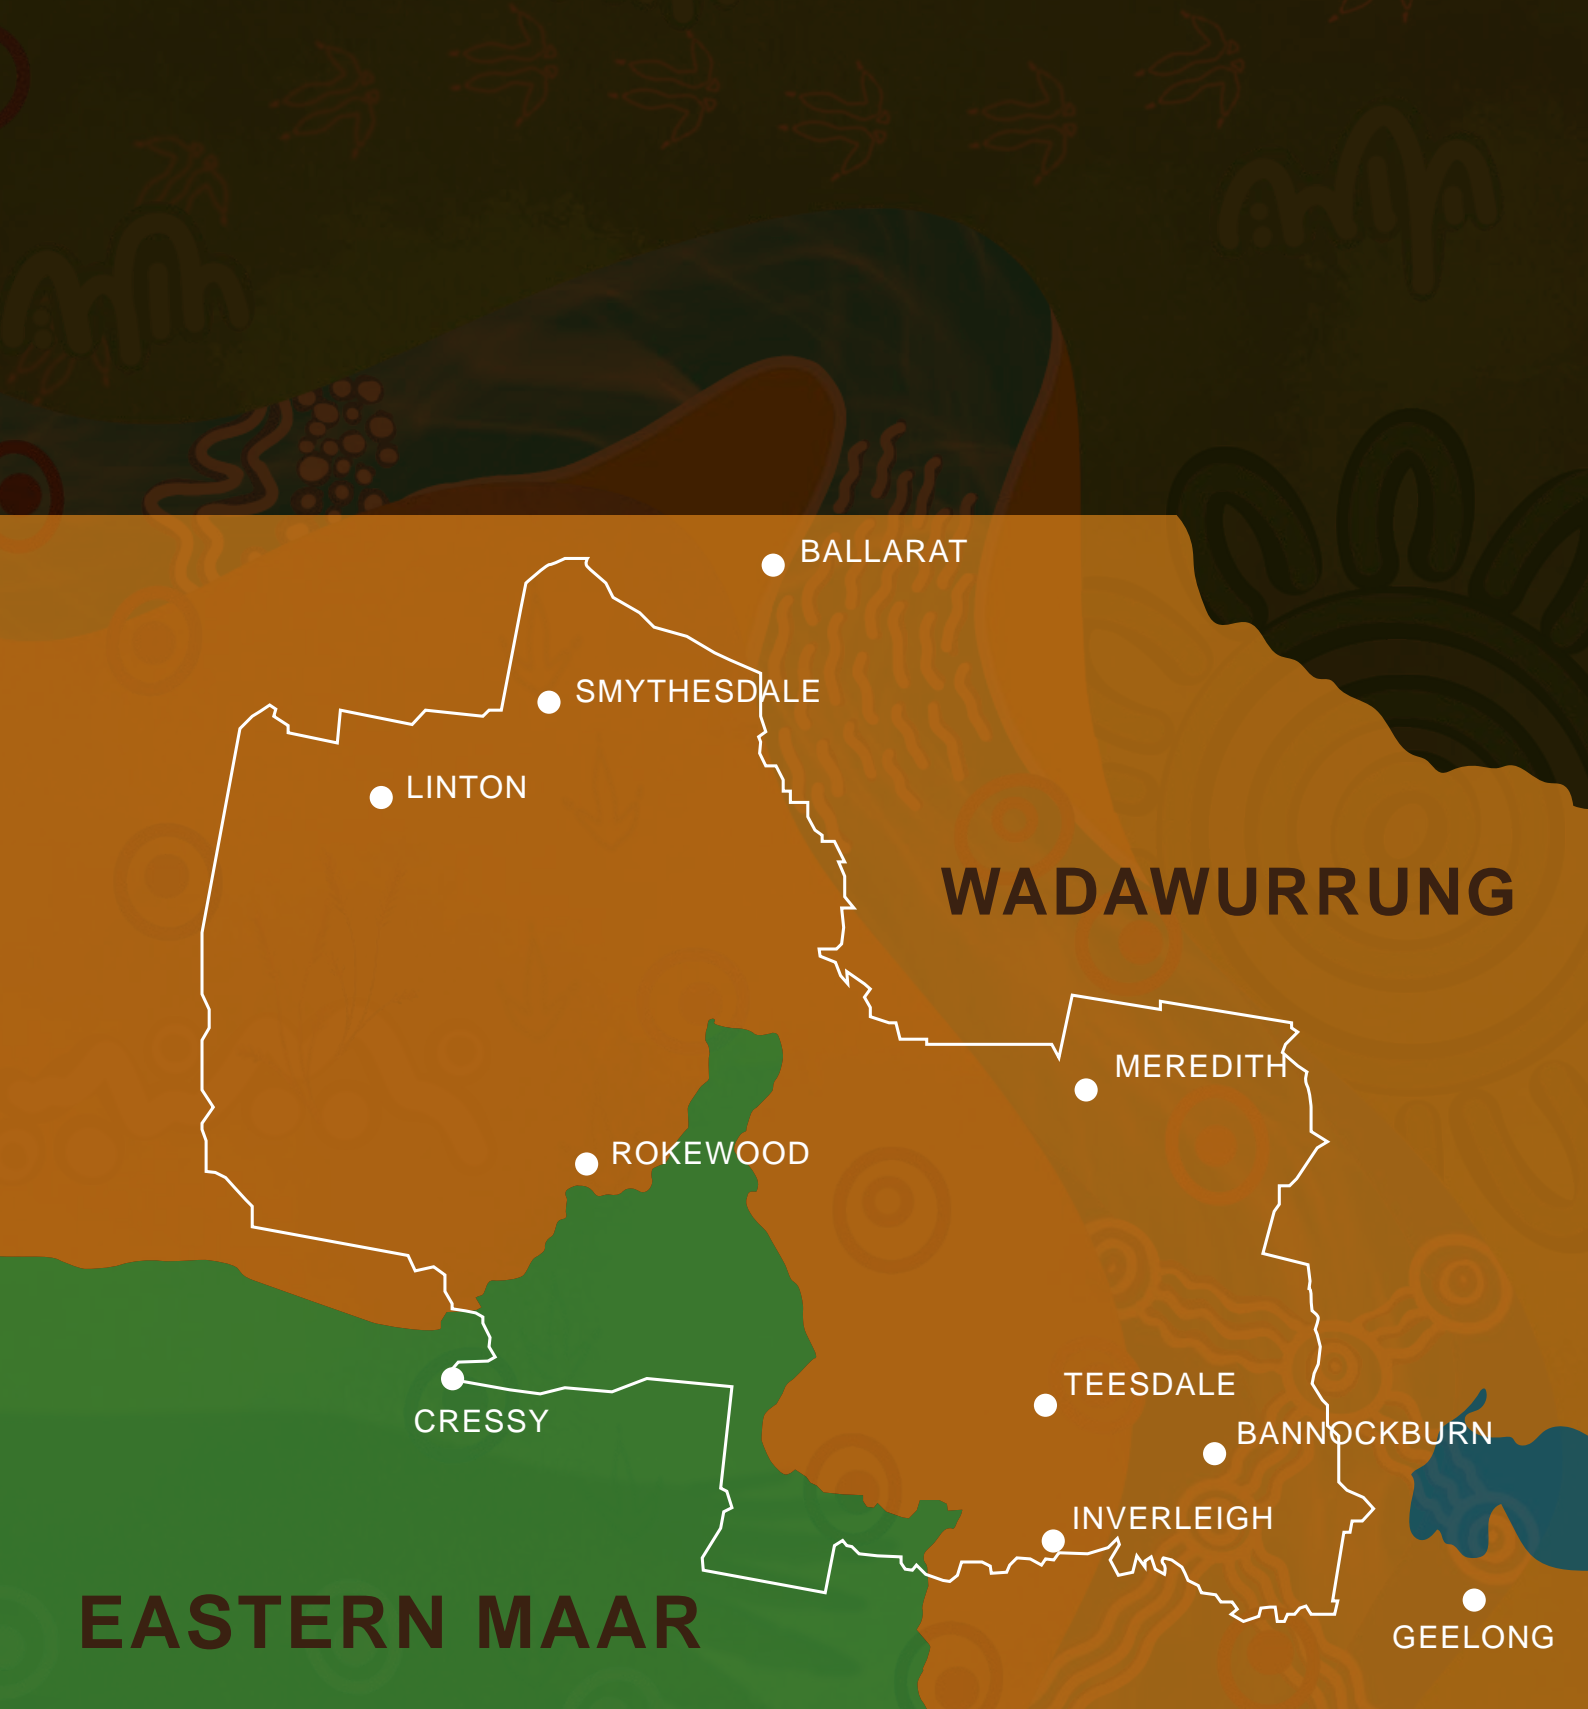 BALLARAT
SMYTHESDALE
LINTON
WADAWURRUNG
MEREDITH
ROKEWOOD
TEESDALE
CRESSY
BANNOCKBURN
INVERLEIGH
EASTERN MAAR
GEELONG